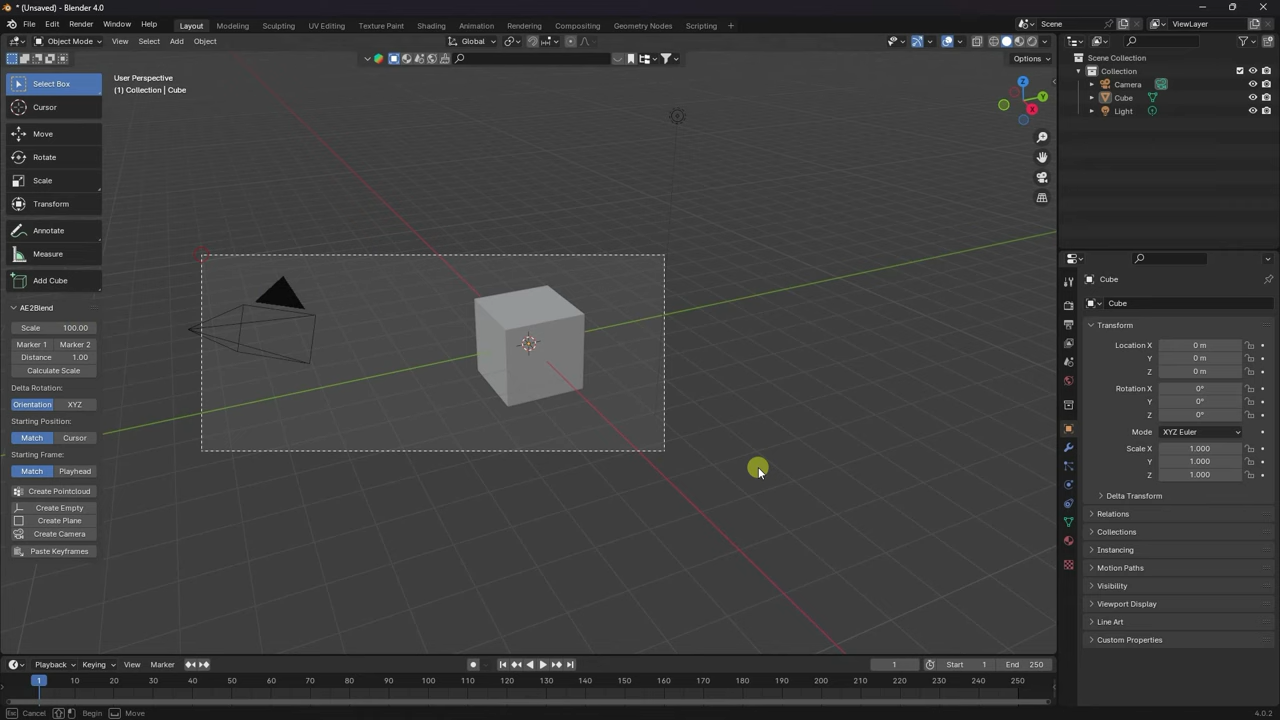 * (Unsaved) - Blender 4.0
File Edit Render Window Help Layout Modeling Sculpting UV Editing Texture Paint Shading Animation Rendering Compositing Geometry Nodes Scripting + Scene ViewLayer
Object Mode View Select Add Object Global
Options
Select Box
Cursor
Move
Rotate
Scale
Transform
Annotate
Measure
Add Cube
AE2Blend
Scale 100.00
Marker 1 Marker 2
Distance 1.00
Calculate Scale
Delta Rotation:
Orientation XYZ
Starting Position:
Match Cursor
Starting Frame:
Match Playhead
Create Pointcloud
Create Empty
Create Plane
Create Camera
Paste Keyframes
User Perspective
(1) Collection | Cube
Z
Y
X
Scene Collection
Collection
Camera
Cube
Light
Cube
Cube
Transform
Location X 0 m
Y 0 m
Z 0 m
Rotation X 0°
Y 0°
Z 0°
Mode XYZ Euler
Scale X 1.000
Y 1.000
Z 1.000
Delta Transform
Relations
Collections
Instancing
Motion Paths
Visibility
Viewport Display
Line Art
Custom Properties
Playback Keying View Marker 1 Start 1 End 250
1 10 20 30 40 50 60 70 80 90 100 110 120 130 140 150 160 170 180 190 200 210 220 230 240 250
Cancel Begin Move 4.0.2